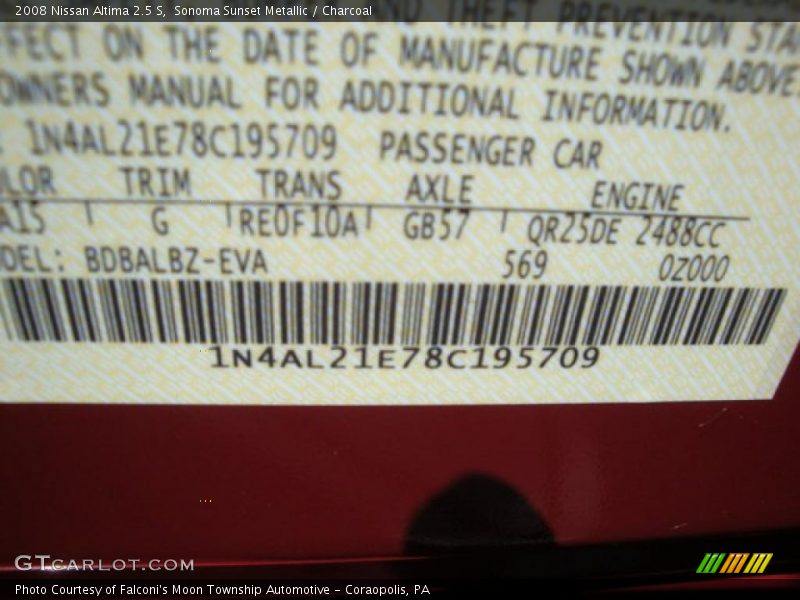 2008 Nissan Altima 2.5 S, Sonoma Sunset Metallic / Charcoal
THEFT PREVENTION
ON THE DATE OF MANUFACTURE SHOWN ABOVE.
OWNERS MANUAL FOR ADDITIONAL INFORMATION.
1N4AL21E78C195709 PASSENGER CAR
TRIM TRANS AXLE ENGINE
G RE0F10A GB57 QR25DE 2488CC
BDBALBZ-EVA 569 0Z000
1N4AL21E78C195709
GTCARLOT.COM
Photo Courtesy of Falconi's Moon Township Automotive - Coraopolis, PA